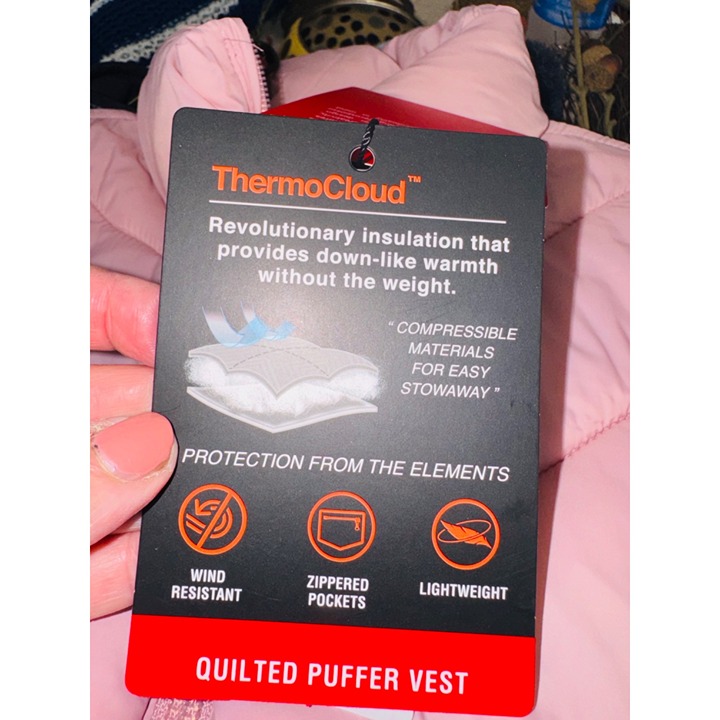 ThermoCloud™
Revolutionary insulation that
provides down-like warmth
without the weight.
" COMPRESSIBLE
MATERIALS
FOR EASY
STOWAWAY "
PROTECTION FROM THE ELEMENTS
WIND
RESISTANT
ZIPPERED
POCKETS
LIGHTWEIGHT
QUILTED PUFFER VEST